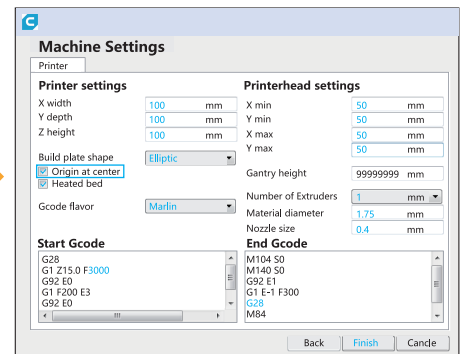 Machine Settings
Printer
Printer settings
X width 100 mm
Y depth 100 mm
Z height 100 mm
Build plate shape Elliptic
Origin at center
Heated bed
Gcode flavor Marlin
Printerhead settings
X min 50 mm
Y min 50 mm
X max 50 mm
Y max 50 mm
Gantry height 99999999 mm
Number of Extruders 1 mm
Material diameter 1.75 mm
Nozzle size 0.4 mm
Start Gcode
G28
G1 Z15.0 F3000
G92 E0
G1 F200 E3
G92 E0
End Gcode
M104 S0
M140 S0
G92 E1
G1 E-1 F300
G28
M84
Back Finish Cancle